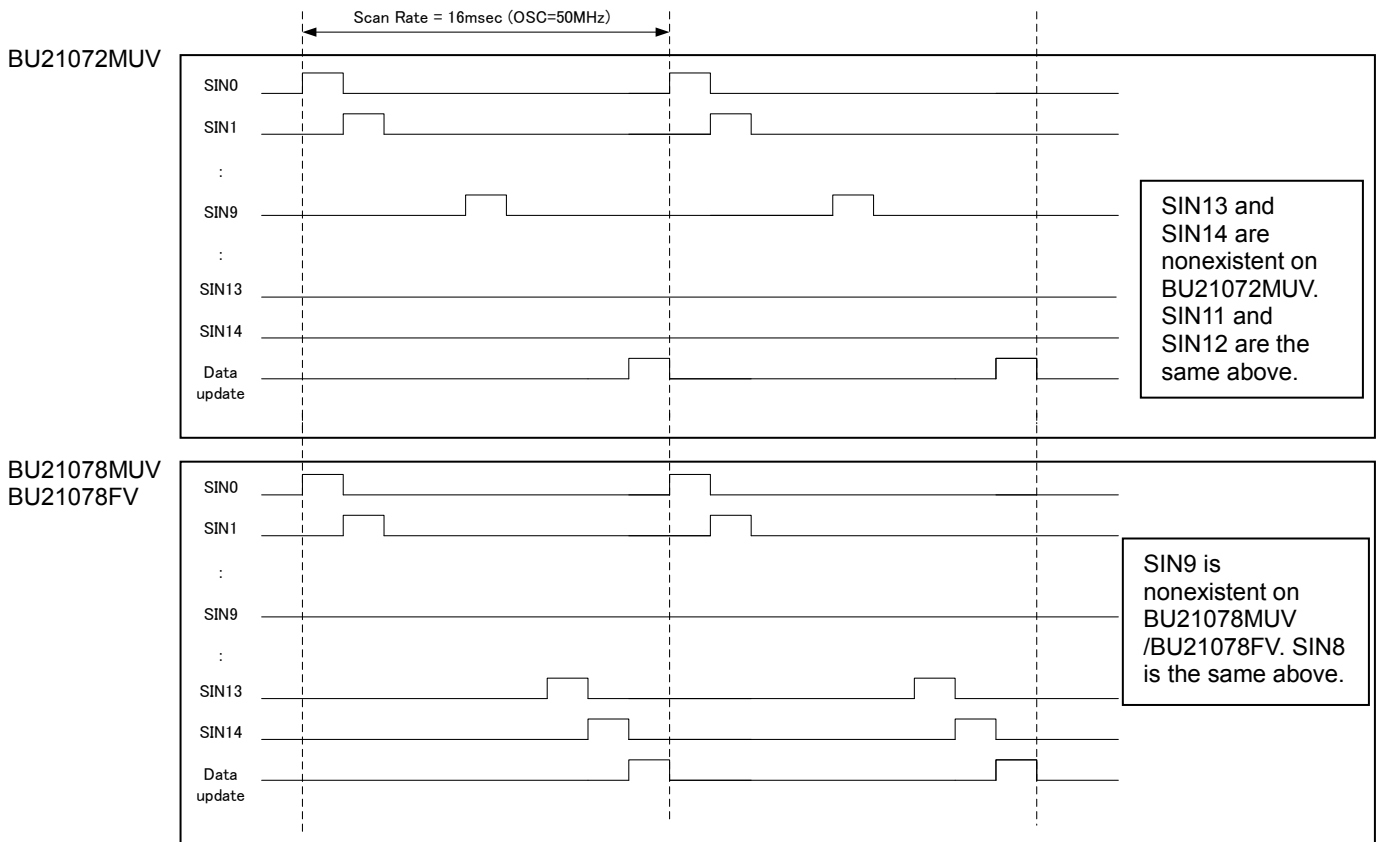 Scan Rate = 16msec (OSC=50MHz)
BU21072MUV
SIN0
SIN1
:
SIN9
:
SIN13
SIN14
Data
update
SIN13 and
SIN14 are
nonexistent on
BU21072MUV.
SIN11 and
SIN12 are the
same above.
BU21078MUV
BU21078FV
SIN0
SIN1
:
SIN9
:
SIN13
SIN14
Data
update
SIN9 is
nonexistent on
BU21078MUV
/BU21078FV. SIN8
is the same above.